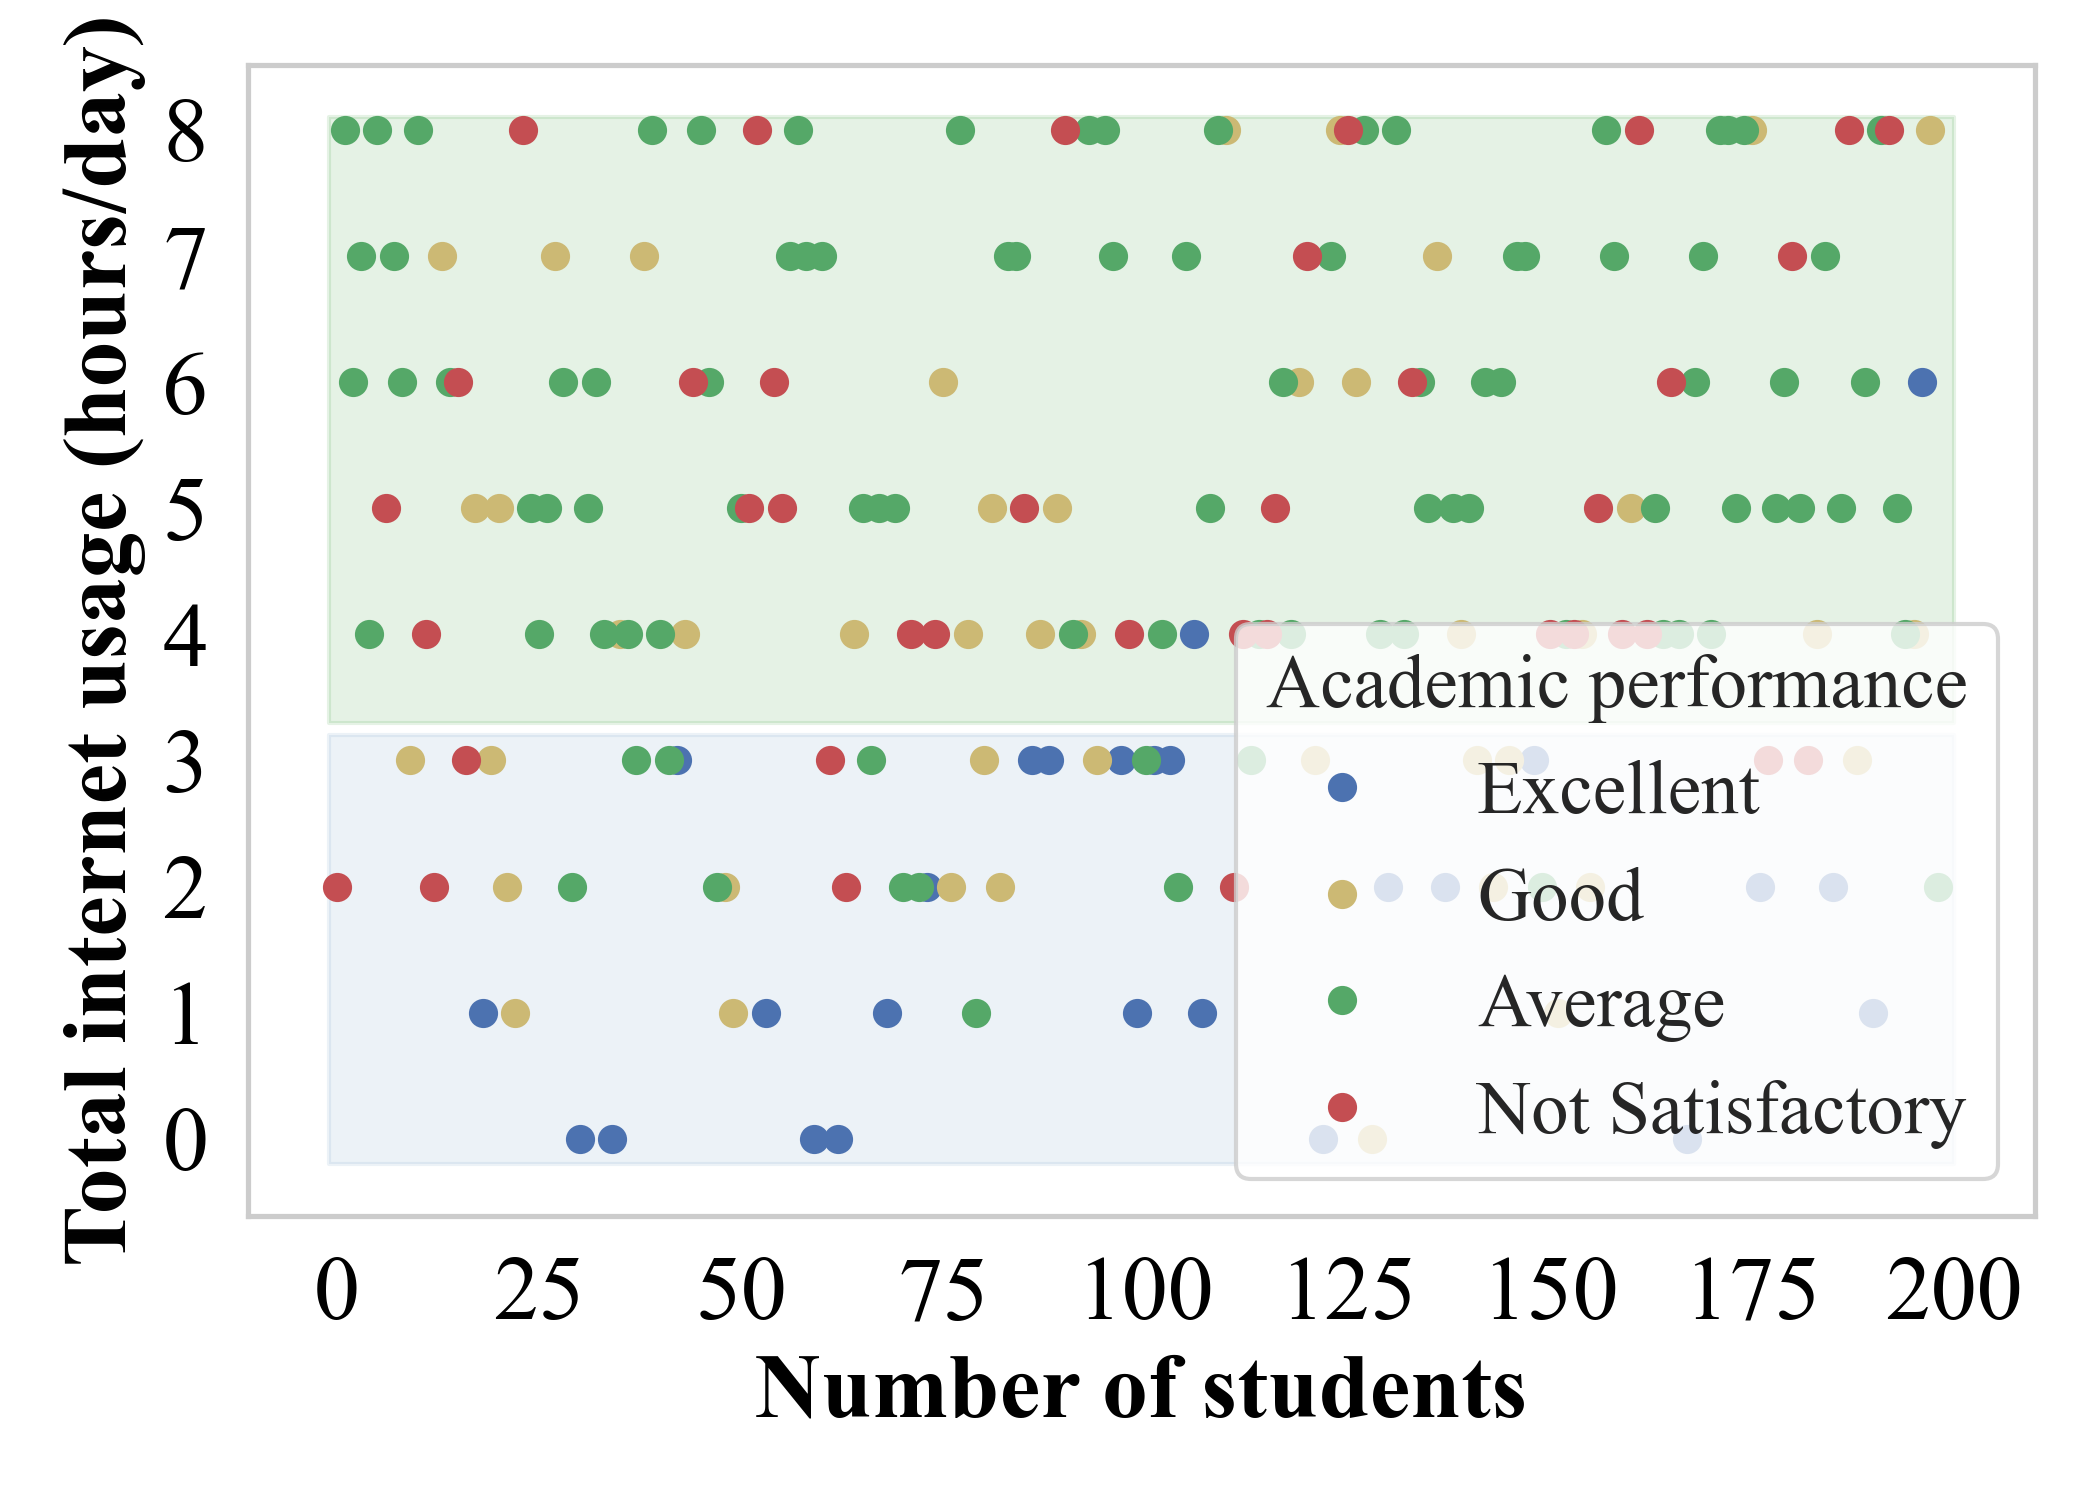 Total internet usage (hours/day)
8
7
6
5
4
3
2
1
0
Academic performance
Excellent
Good
Average
Not Satisfactory
0 25 50 75 100 125 150 175 200
Number of students